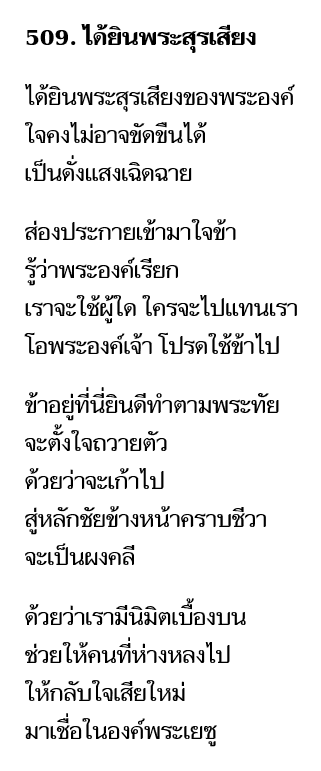 509. ได้ยินพระสุรเสียง
ได้ยินพระสุรเสียงของพระองค์
ใจคงไม่อาจขัดขืนได้
เป็นดั่งแสงเฉิดฉาย
ส่องประกายเข้ามาใจข้า
รู้ว่าพระองค์เรียก
เราจะใช้ผู้ใด ใครจะไปแทนเรา
โอพระองค์เจ้า โปรดใช้ข้าไป
ข้าอยู่ที่นี่ยินดีทำตามพระทัย
จะตั้งใจถวายตัว
ด้วยว่าจะเก้าไป
สู่หลักชัยข้างหน้าคราบชีวา
จะเป็นผงคลี
ด้วยว่าเรามีนิมิตเบื้องบน
ช่วยให้คนที่ห่างหลงไป
ให้กลับใจเสียใหม่
มาเชื่อในองค์พระเยซู